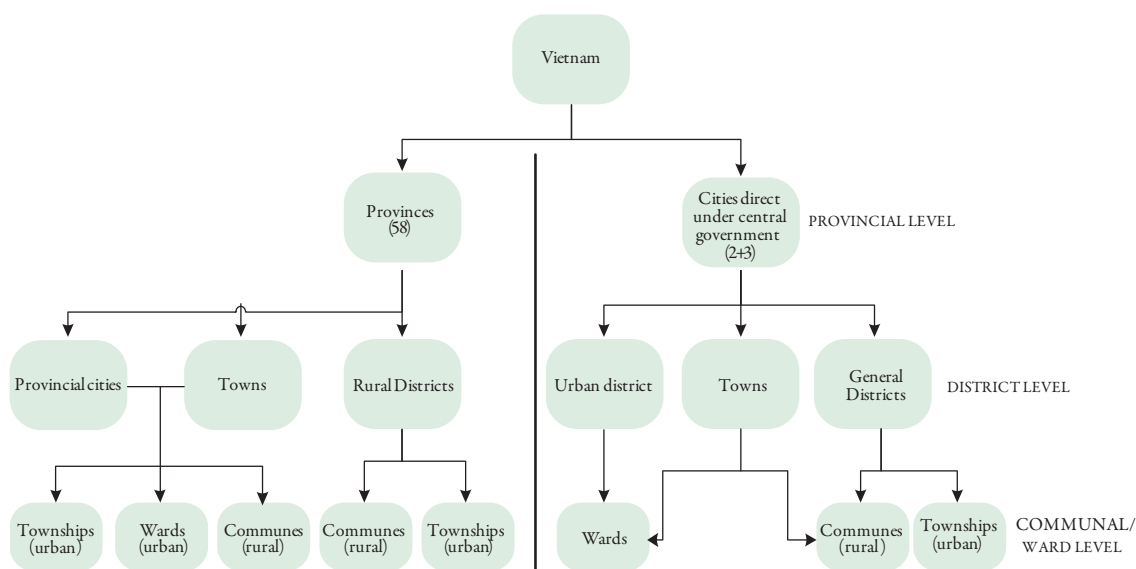 Vietnam
Provinces
(58)
Cities direct
under central
government
(2+3)
PROVINCIAL LEVEL
Provincial cities
Towns
Rural Districts
Urban district
Towns
General
Districts
DISTRICT LEVEL
Townships
(urban)
Wards
(urban)
Communes
(rural)
Communes
(rural)
Townships
(urban)
Wards
Communes
(rural)
Townships
(urban)
COMMUNAL/
WARD LEVEL